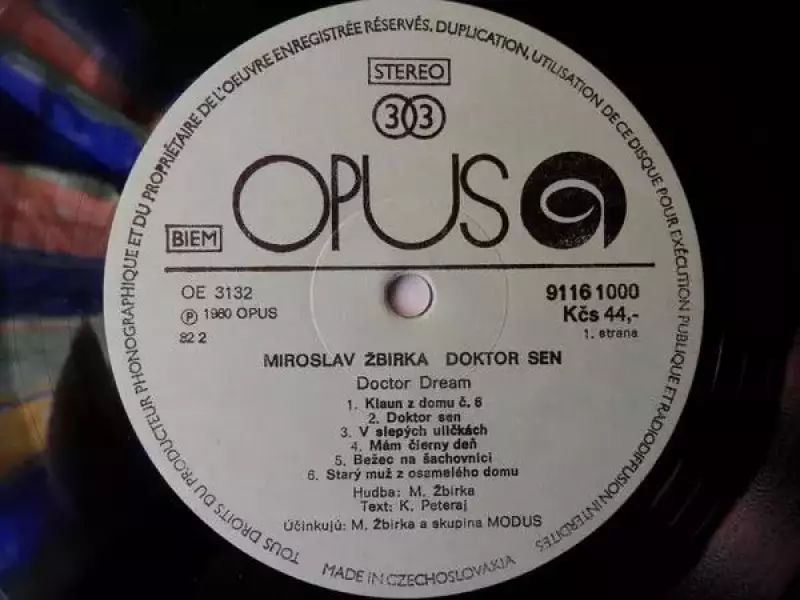 TOUS DROITS DU PRODUCTEUR PHONOGRAPHIQUE ET DU PROPRIÉTAIRE DE L'OEUVRE ENREGISTRÉE RÉSERVÉS. DUPLICATION, UTILISATION DE CE DISQUE POUR EXÉCUTION PUBLIQUE ET RADIODIFFUSION INTERDITES
STEREO
33
OPUS
BIEM
OE 3132
Ⓟ 1980 OPUS
82 2
9116 1000
Kčs 44,-
1. strana
MIROSLAV ŽBIRKA DOKTOR SEN
Doctor Dream
1. Klaun z domu č. 6
2. Doktor sen
3. V slepých uličkách
4. Mám čierny deň
5. Bežec na šachovnici
6. Starý muž z osamelého domu
Hudba: M. Žbirka
Text: K. Peteraj
Účinkujú: M. Žbirka a skupina MODUS
MADE IN CZECHOSLOVAKIA